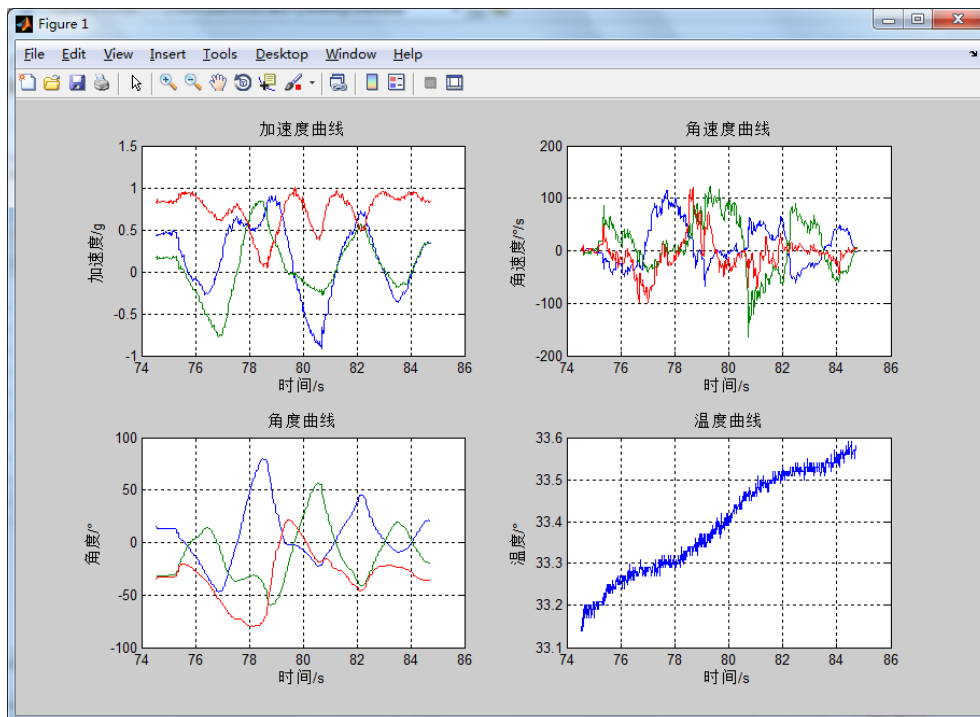 Figure 1
File Edit View Insert Tools Desktop Window Help
加速度曲线
1.5
1
0.5
0
-0.5
-1
加速度/g
74 76 78 80 82 84 86
时间/s
角速度曲线
200
100
0
-100
-200
角速度/°/s
74 76 78 80 82 84 86
时间/s
角度曲线
100
50
0
-50
-100
角度/°
74 76 78 80 82 84 86
时间/s
温度曲线
33.6
33.5
33.4
33.3
33.2
33.1
温度/°
74 76 78 80 82 84 86
时间/s